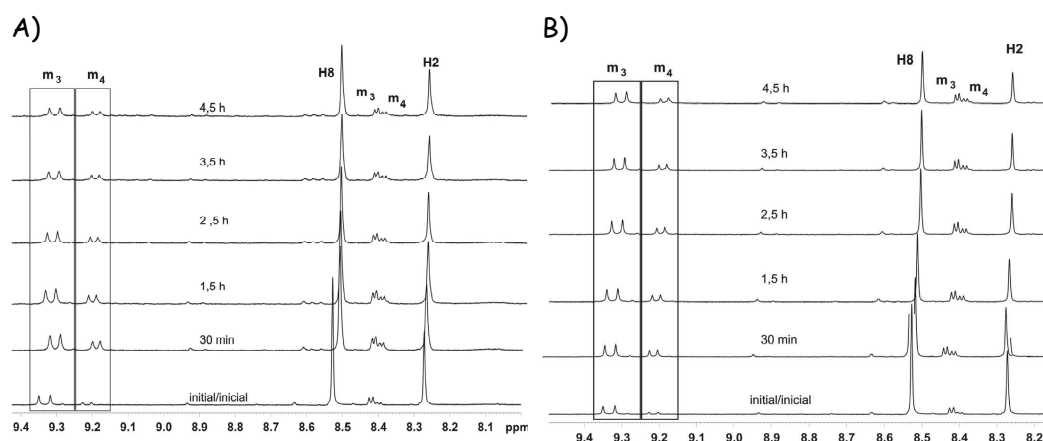 A)
m3 m4
H8
m3
m4
H2
4,5 h
3,5 h
2 ,5 h
1,5 h
30 min
initial/inicial
9.4 9.3 9.2 9.1 9.0 8.9 8.8 8.7 8.6 8.5 8.4 8.3 8.2 8.1 ppm
B)
m3 m4
H8
m3
m4
H2
4,5 h
3,5 h
2,5 h
1,5 h
30 min
initial/inicial
9.4 9.3 9.2 9.1 9.0 8.9 8.8 8.7 8.6 8.5 8.4 8.3 8.2